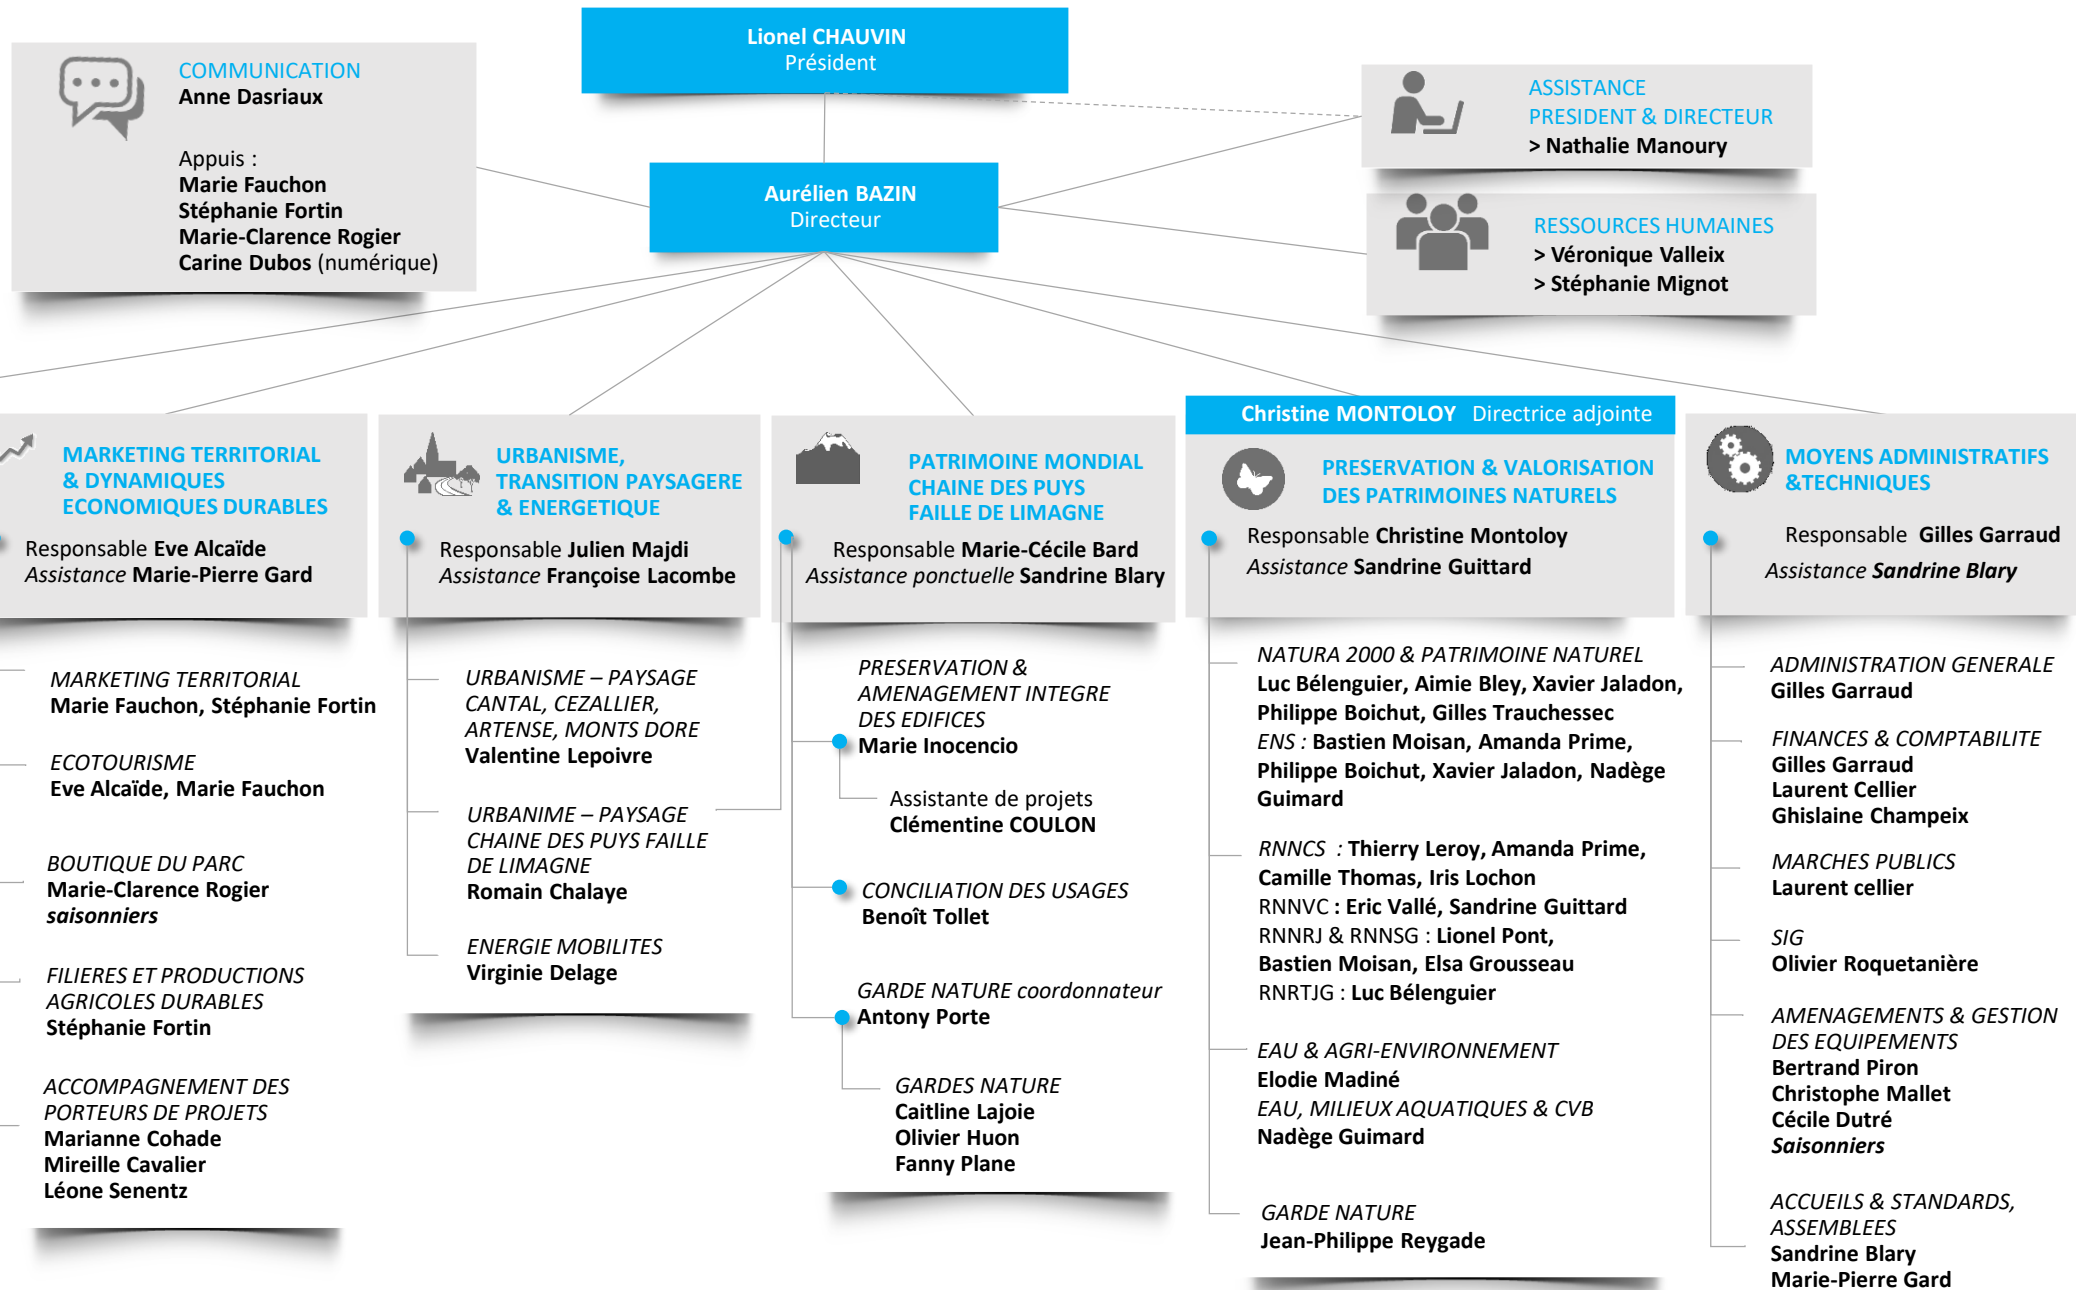 Lionel CHAUVIN
Président
COMMUNICATION
Anne Dasriaux
Appuis :
Marie Fauchon
Stéphanie Fortin
Marie-Clarence Rogier
Carine Dubos (numérique)
Aurélien BAZIN
Directeur
ASSISTANCE
PRESIDENT & DIRECTEUR
> Nathalie Manoury
RESSOURCES HUMAINES
> Véronique Valleix
> Stéphanie Mignot
MARKETING TERRITORIAL
& DYNAMIQUES
ECONOMIQUES DURABLES
Responsable Eve Alcaïde
Assistance Marie-Pierre Gard
MARKETING TERRITORIAL
Marie Fauchon, Stéphanie Fortin
ECOTOURISME
Eve Alcaïde, Marie Fauchon
BOUTIQUE DU PARC
Marie-Clarence Rogier
saisonniers
FILIERES ET PRODUCTIONS
AGRICOLES DURABLES
Stéphanie Fortin
ACCOMPAGNEMENT DES
PORTEURS DE PROJETS
Marianne Cohade
Mireille Cavalier
Léone Senentz
URBANISME,
TRANSITION PAYSAGERE
& ENERGETIQUE
Responsable Julien Majdi
Assistance Françoise Lacombe
URBANISME – PAYSAGE
CANTAL, CEZALLIER,
ARTENSE, MONTS DORE
Valentine Lepoivre
URBANIME – PAYSAGE
CHAINE DES PUYS FAILLE
DE LIMAGNE
Romain Chalaye
ENERGIE MOBILITES
Virginie Delage
PATRIMOINE MONDIAL
CHAINE DES PUYS
FAILLE DE LIMAGNE
Responsable Marie-Cécile Bard
Assistance ponctuelle Sandrine Blary
PRESERVATION &
AMENAGEMENT INTEGRE
DES EDIFICES
Marie Inocencio
Assistante de projets
Clémentine COULON
CONCILIATION DES USAGES
Benoît Tollet
GARDE NATURE coordonnateur
Antony Porte
GARDES NATURE
Caitline Lajoie
Olivier Huon
Fanny Plane
Christine MONTOLOY Directrice adjointe
PRESERVATION & VALORISATION
DES PATRIMOINES NATURELS
Responsable Christine Montoloy
Assistance Sandrine Guittard
NATURA 2000 & PATRIMOINE NATUREL
Luc Bélenguier, Aimie Bley, Xavier Jaladon,
Philippe Boichut, Gilles Trauchessec
ENS : Bastien Moisan, Amanda Prime,
Philippe Boichut, Xavier Jaladon, Nadège
Guimard
RNNCS : Thierry Leroy, Amanda Prime,
Camille Thomas, Iris Lochon
RNNVC : Eric Vallé, Sandrine Guittard
RNNRJ & RNNSG : Lionel Pont,
Bastien Moisan, Elsa Grousseau
RNRTJG : Luc Bélenguier
EAU & AGRI-ENVIRONNEMENT
Elodie Madiné
EAU, MILIEUX AQUATIQUES & CVB
Nadège Guimard
GARDE NATURE
Jean-Philippe Reygade
MOYENS ADMINISTRATIFS
&TECHNIQUES
Responsable Gilles Garraud
Assistance Sandrine Blary
ADMINISTRATION GENERALE
Gilles Garraud
FINANCES & COMPTABILITE
Gilles Garraud
Laurent Cellier
Ghislaine Champeix
MARCHES PUBLICS
Laurent cellier
SIG
Olivier Roquetanière
AMENAGEMENTS & GESTION
DES EQUIPEMENTS
Bertrand Piron
Christophe Mallet
Cécile Dutré
Saisonniers
ACCUEILS & STANDARDS,
ASSEMBLEES
Sandrine Blary
Marie-Pierre Gard